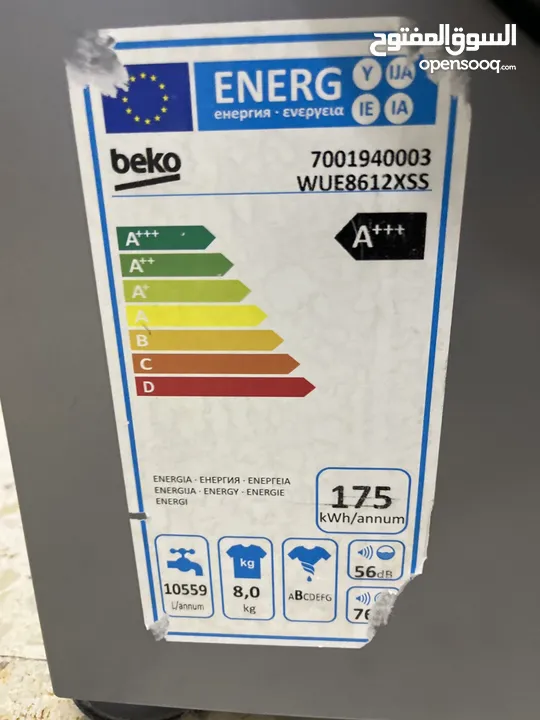 السوق المفتوح
opensooq.com
ENERG
енергия · ενεργεια
Y IJA
IE IA
beko
7001940003
WUE8612XSS
A+++
A+++
A++
A+
A
B
C
D
ENERGIA · ЕНЕРГИЯ · ΕΝΕΡΓΕΙΑ
ENERGIJA · ENERGY · ENERGIE
ENERGI
175
kWh/annum
10559
L/annum
kg
8,0
kg
ABCDEFG
56dB
76